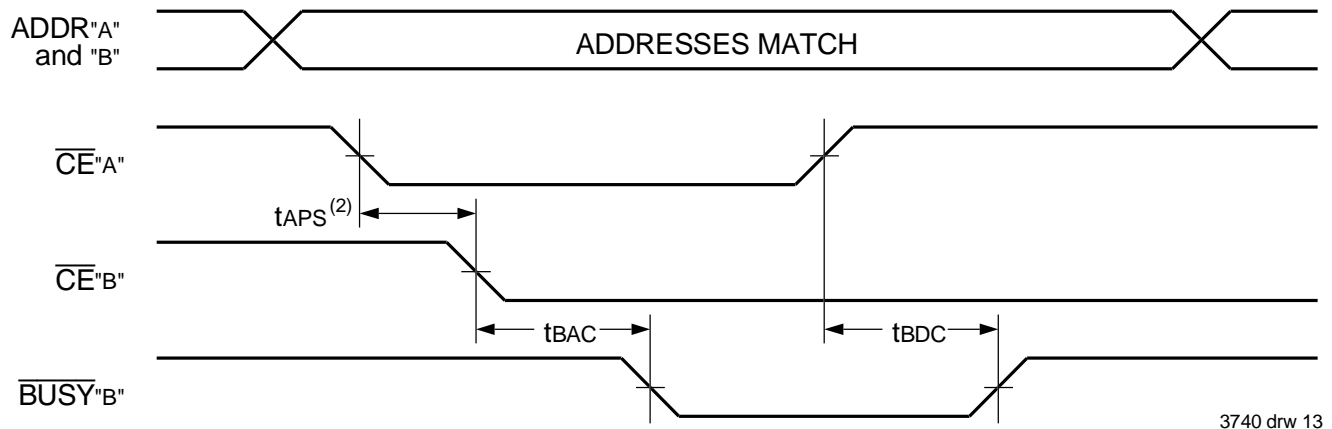 ADDR"A"
and "B"
ADDRESSES MATCH
CE"A"
tAPS(2)
CE"B"
tBAC
tBDC
BUSY"B"
3740 drw 13